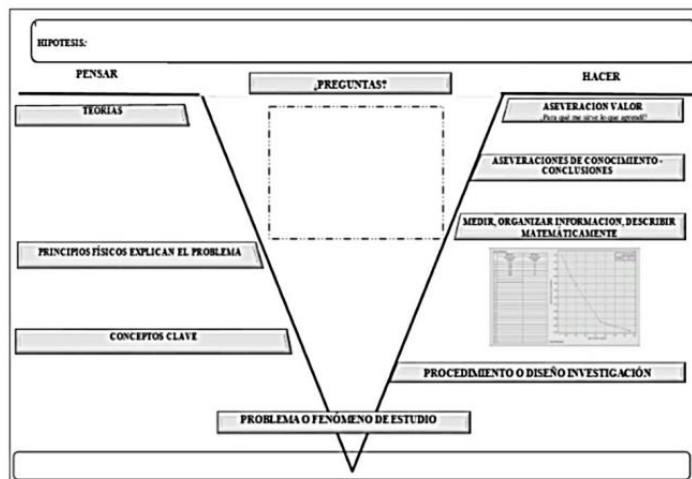 HIPOTESIS:
PENSAR
¿PREGUNTAS?
HACER
TEORIAS
ASEVERACION VALOR
¿Para qué me sirve lo que aprendí?
ASEVERACIONES DE CONOCIMIENTO -
CONCLUSIONES
MEDIR, ORGANIZAR INFORMACION, DESCRIBIR
MATEMÁTICAMENTE
PRINCIPIOS FÍSICOS EXPLICAN EL PROBLEMA
CONCEPTOS CLAVE
PROCEDIMIENTO O DISEÑO INVESTIGACIÓN
PROBLEMA O FENÓMENO DE ESTUDIO